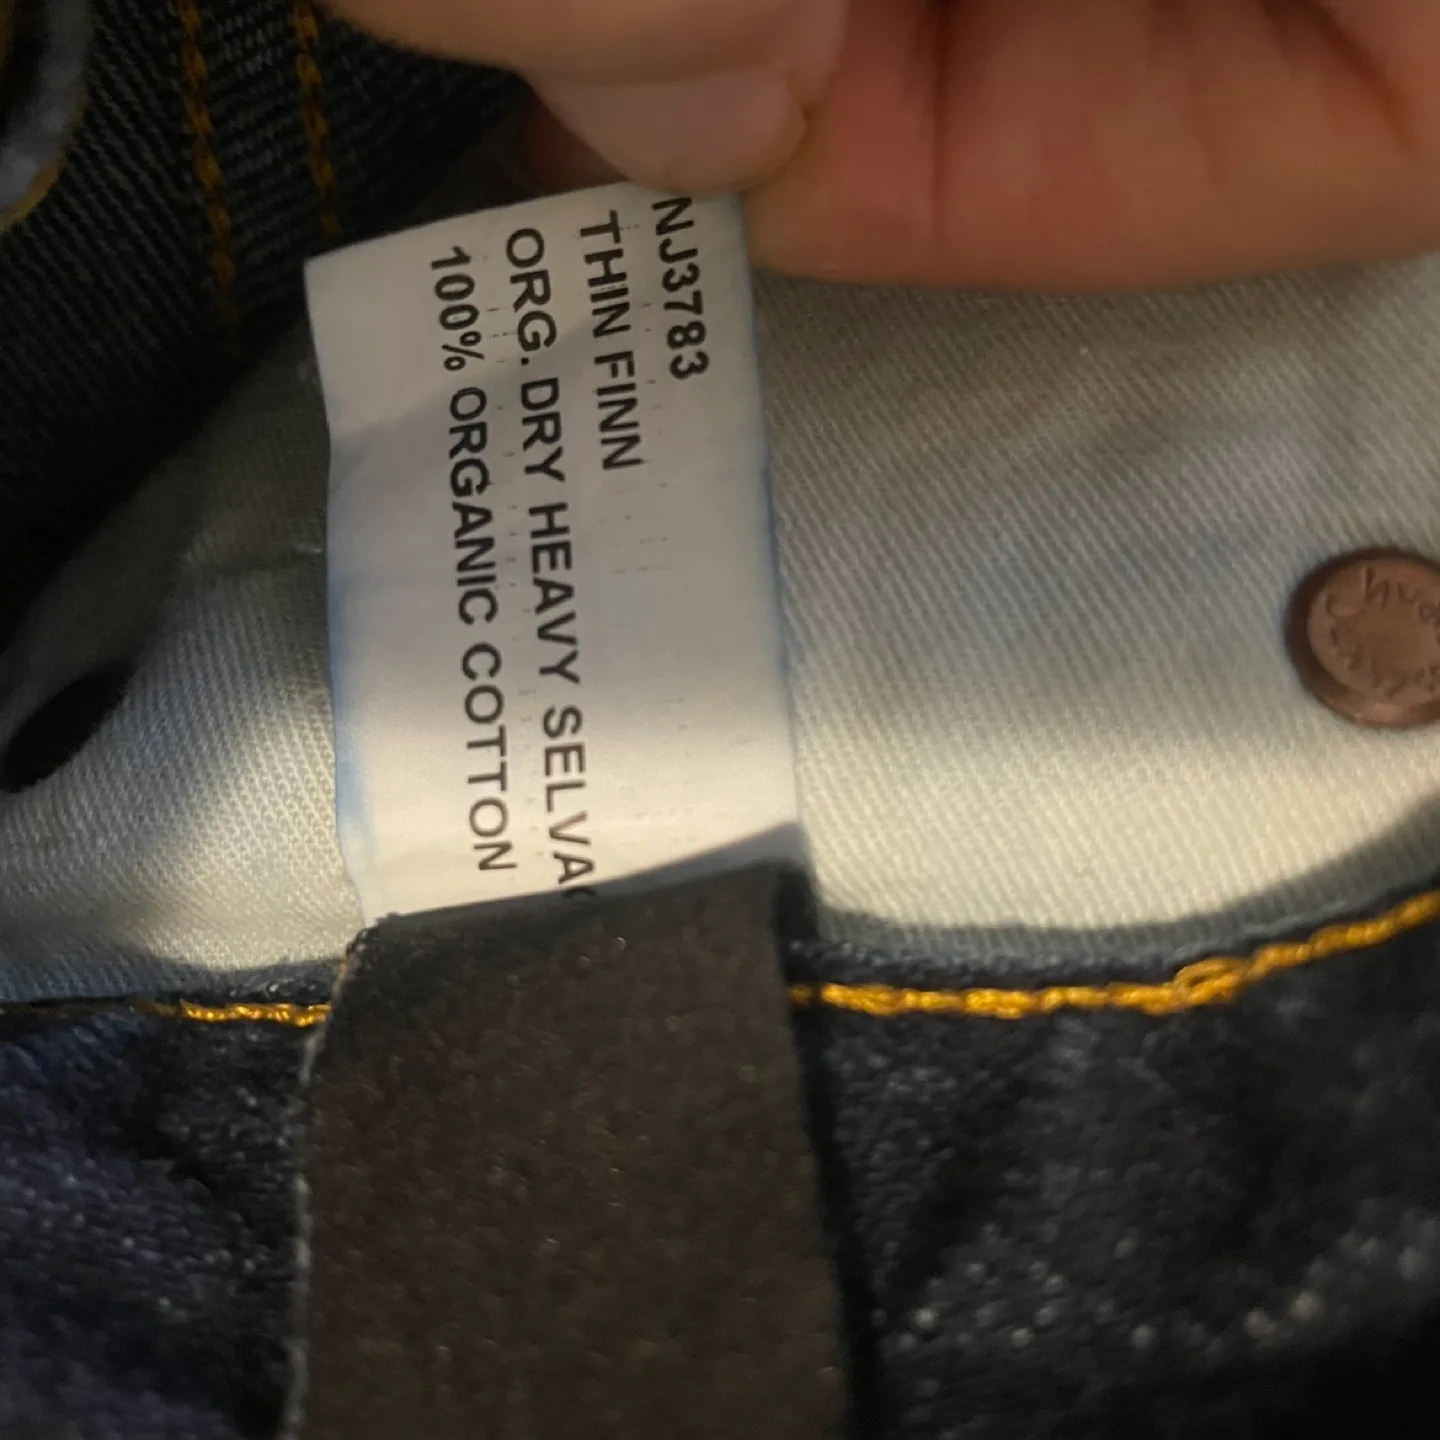 NJ3783
THIN FINN
ORG. DRY HEAVY SELVA
100% ORGANIC COTTON